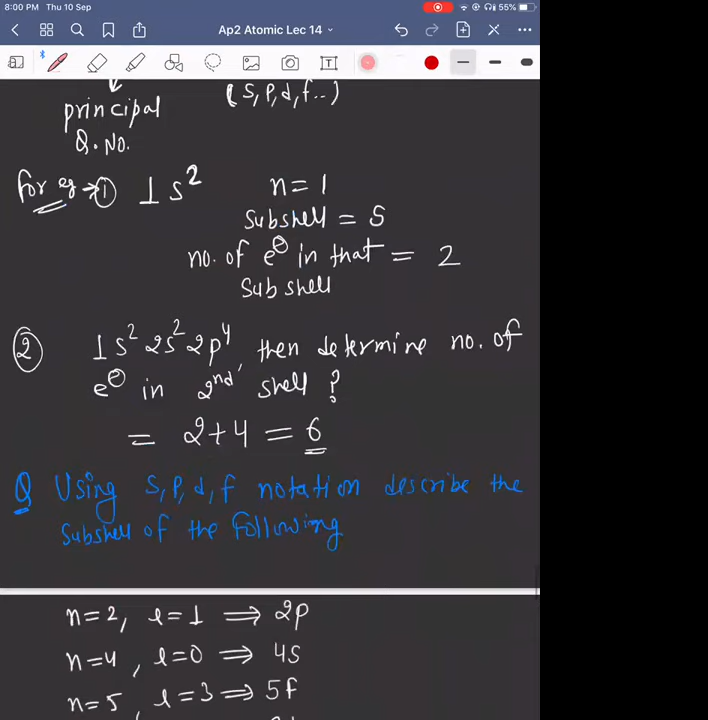 8:00 PM Thu 10 Sep
55%
Ap2 Atomic Lec 14
principal (s, p, d, f...)
Q. No.
for eg → ① 1s² n = 1
Subshell = S
no. of e⊖ in that = 2
Sub shell
② 1s² 2s² 2p⁴, then determine no. of
e⊖ in 2nd shell ?
= 2+4 = 6
Q Using s, p, d, f notation describe the
Subshell of the following
n=2, l=1 ⟹ 2p
n=4, l=0 ⟹ 4s
n=5, l=3 ⟹ 5f